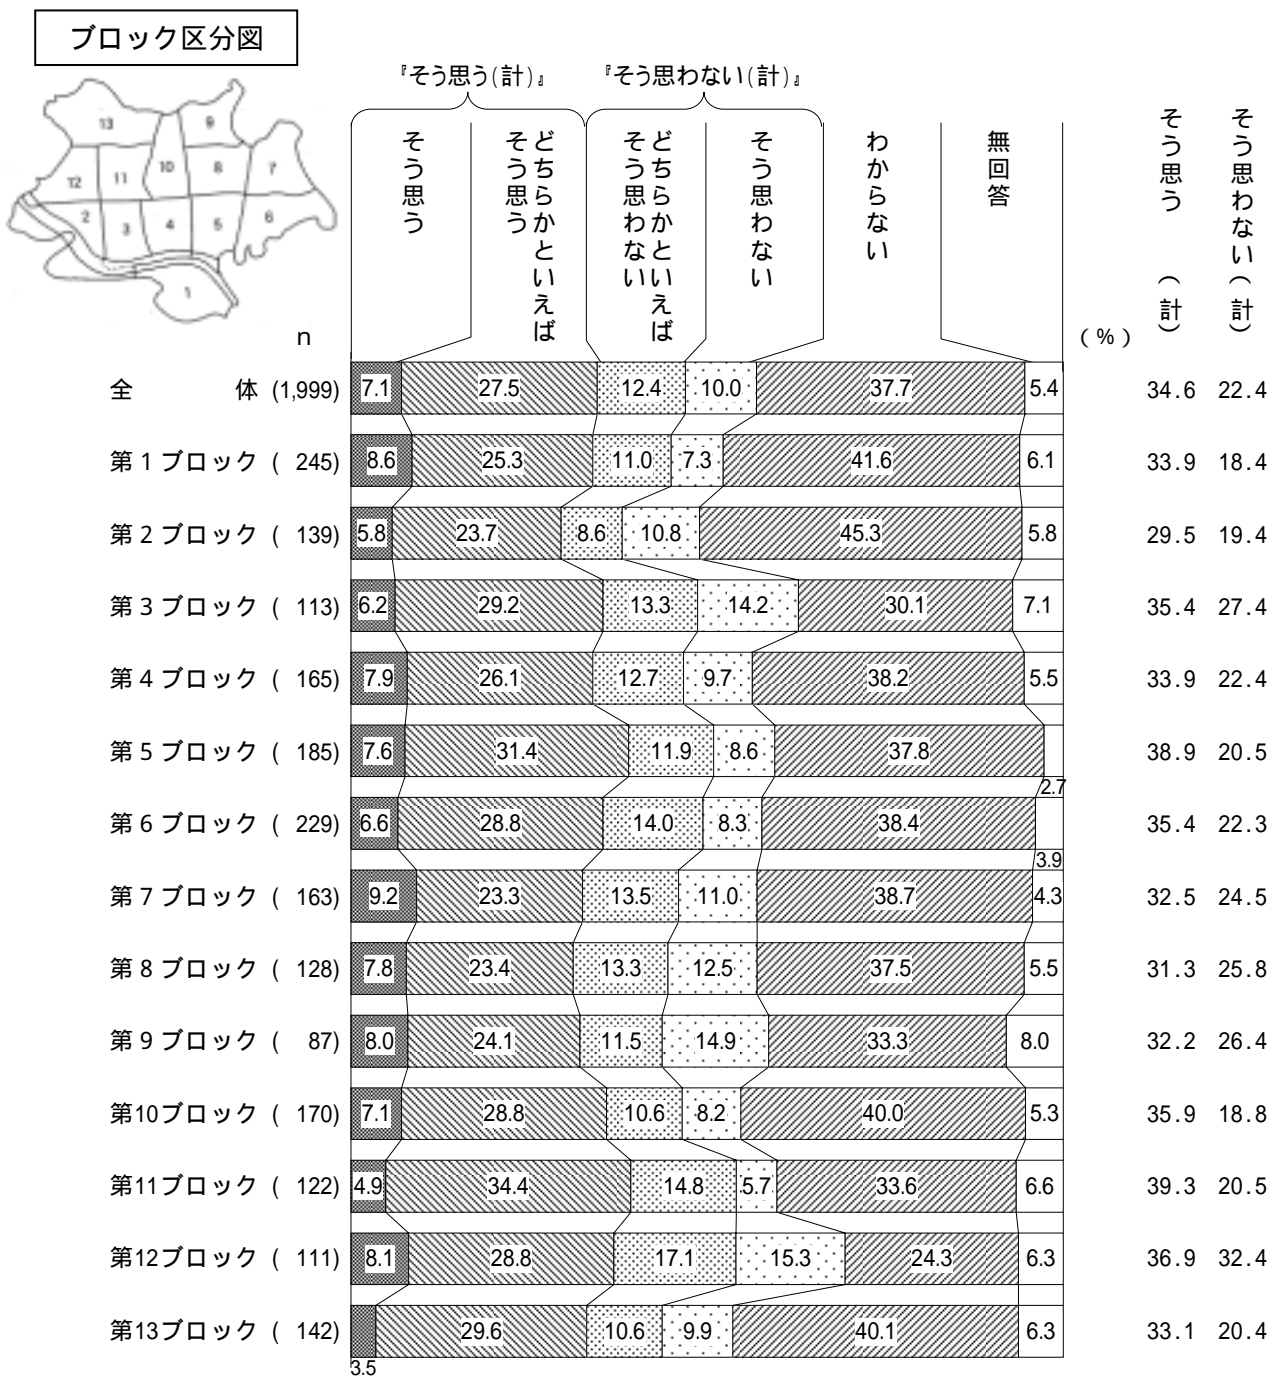 ブロック区分図
13
9
12
11
10
8
7
2
3
4
5
6
1
『そう思う(計)』
『そう思わない(計)』
そう思う
どちらかといえば
そう思う
どちらかといえば
そう思わない
そう思わない
わからない
無回答
そう思う(計)
そう思わない(計)
n
(%)
全体 (1,999) 7.1 27.5 12.4 10.0 37.7 5.4 34.6 22.4
第1ブロック ( 245) 8.6 25.3 11.0 7.3 41.6 6.1 33.9 18.4
第2ブロック ( 139) 5.8 23.7 8.6 10.8 45.3 5.8 29.5 19.4
第3ブロック ( 113) 6.2 29.2 13.3 14.2 30.1 7.1 35.4 27.4
第4ブロック ( 165) 7.9 26.1 12.7 9.7 38.2 5.5 33.9 22.4
第5ブロック ( 185) 7.6 31.4 11.9 8.6 37.8 38.9 20.5
2.7
第6ブロック ( 229) 6.6 28.8 14.0 8.3 38.4 35.4 22.3
3.9
第7ブロック ( 163) 9.2 23.3 13.5 11.0 38.7 4.3 32.5 24.5
第8ブロック ( 128) 7.8 23.4 13.3 12.5 37.5 5.5 31.3 25.8
第9ブロック ( 87) 8.0 24.1 11.5 14.9 33.3 8.0 32.2 26.4
第10ブロック ( 170) 7.1 28.8 10.6 8.2 40.0 5.3 35.9 18.8
第11ブロック ( 122) 4.9 34.4 14.8 5.7 33.6 6.6 39.3 20.5
第12ブロック ( 111) 8.1 28.8 17.1 15.3 24.3 6.3 36.9 32.4
第13ブロック ( 142) 29.6 10.6 9.9 40.1 6.3 33.1 20.4
3.5